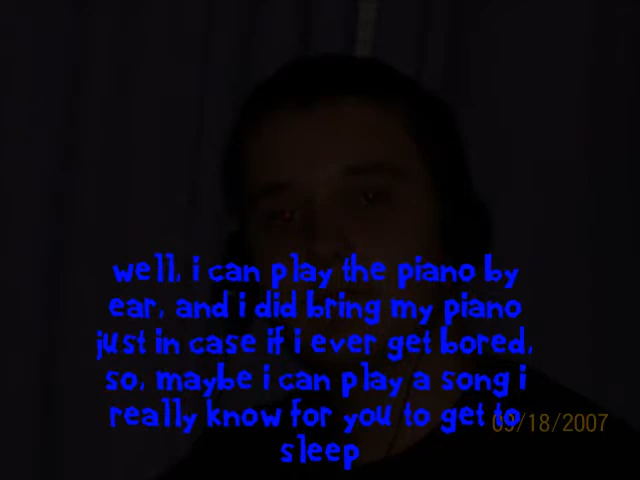 well, i can play the piano by
ear, and i did bring my piano
just in case if i ever get bored,
so, maybe i can play a song i
really know for you to get to
sleep
09/18/2007